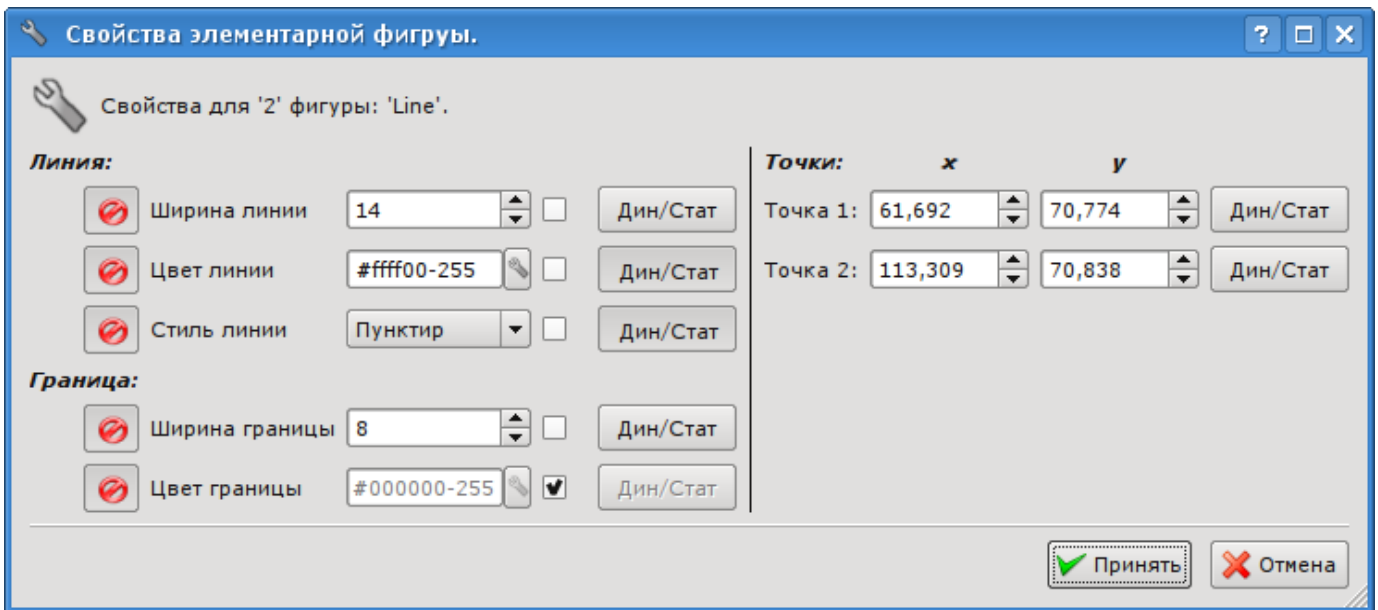 Свойства элементарной фигруы.
Свойства для '2' фигуры: 'Line'.
Линия:
Ширина линии 14 Дин/Стат
Цвет линии #ffff00-255 Дин/Стат
Стиль линии Пунктир Дин/Стат
Граница:
Ширина границы 8 Дин/Стат
Цвет границы #000000-255 Дин/Стат
Точки: x y
Точка 1: 61,692 70,774 Дин/Стат
Точка 2: 113,309 70,838 Дин/Стат
Принять Отмена